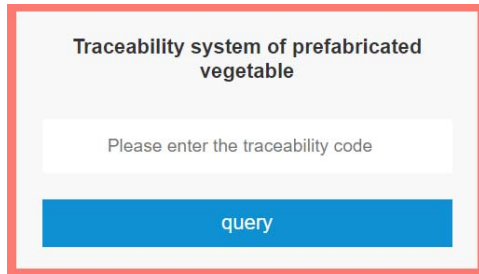 Traceability system of prefabricated
vegetable
Please enter the traceability code
query